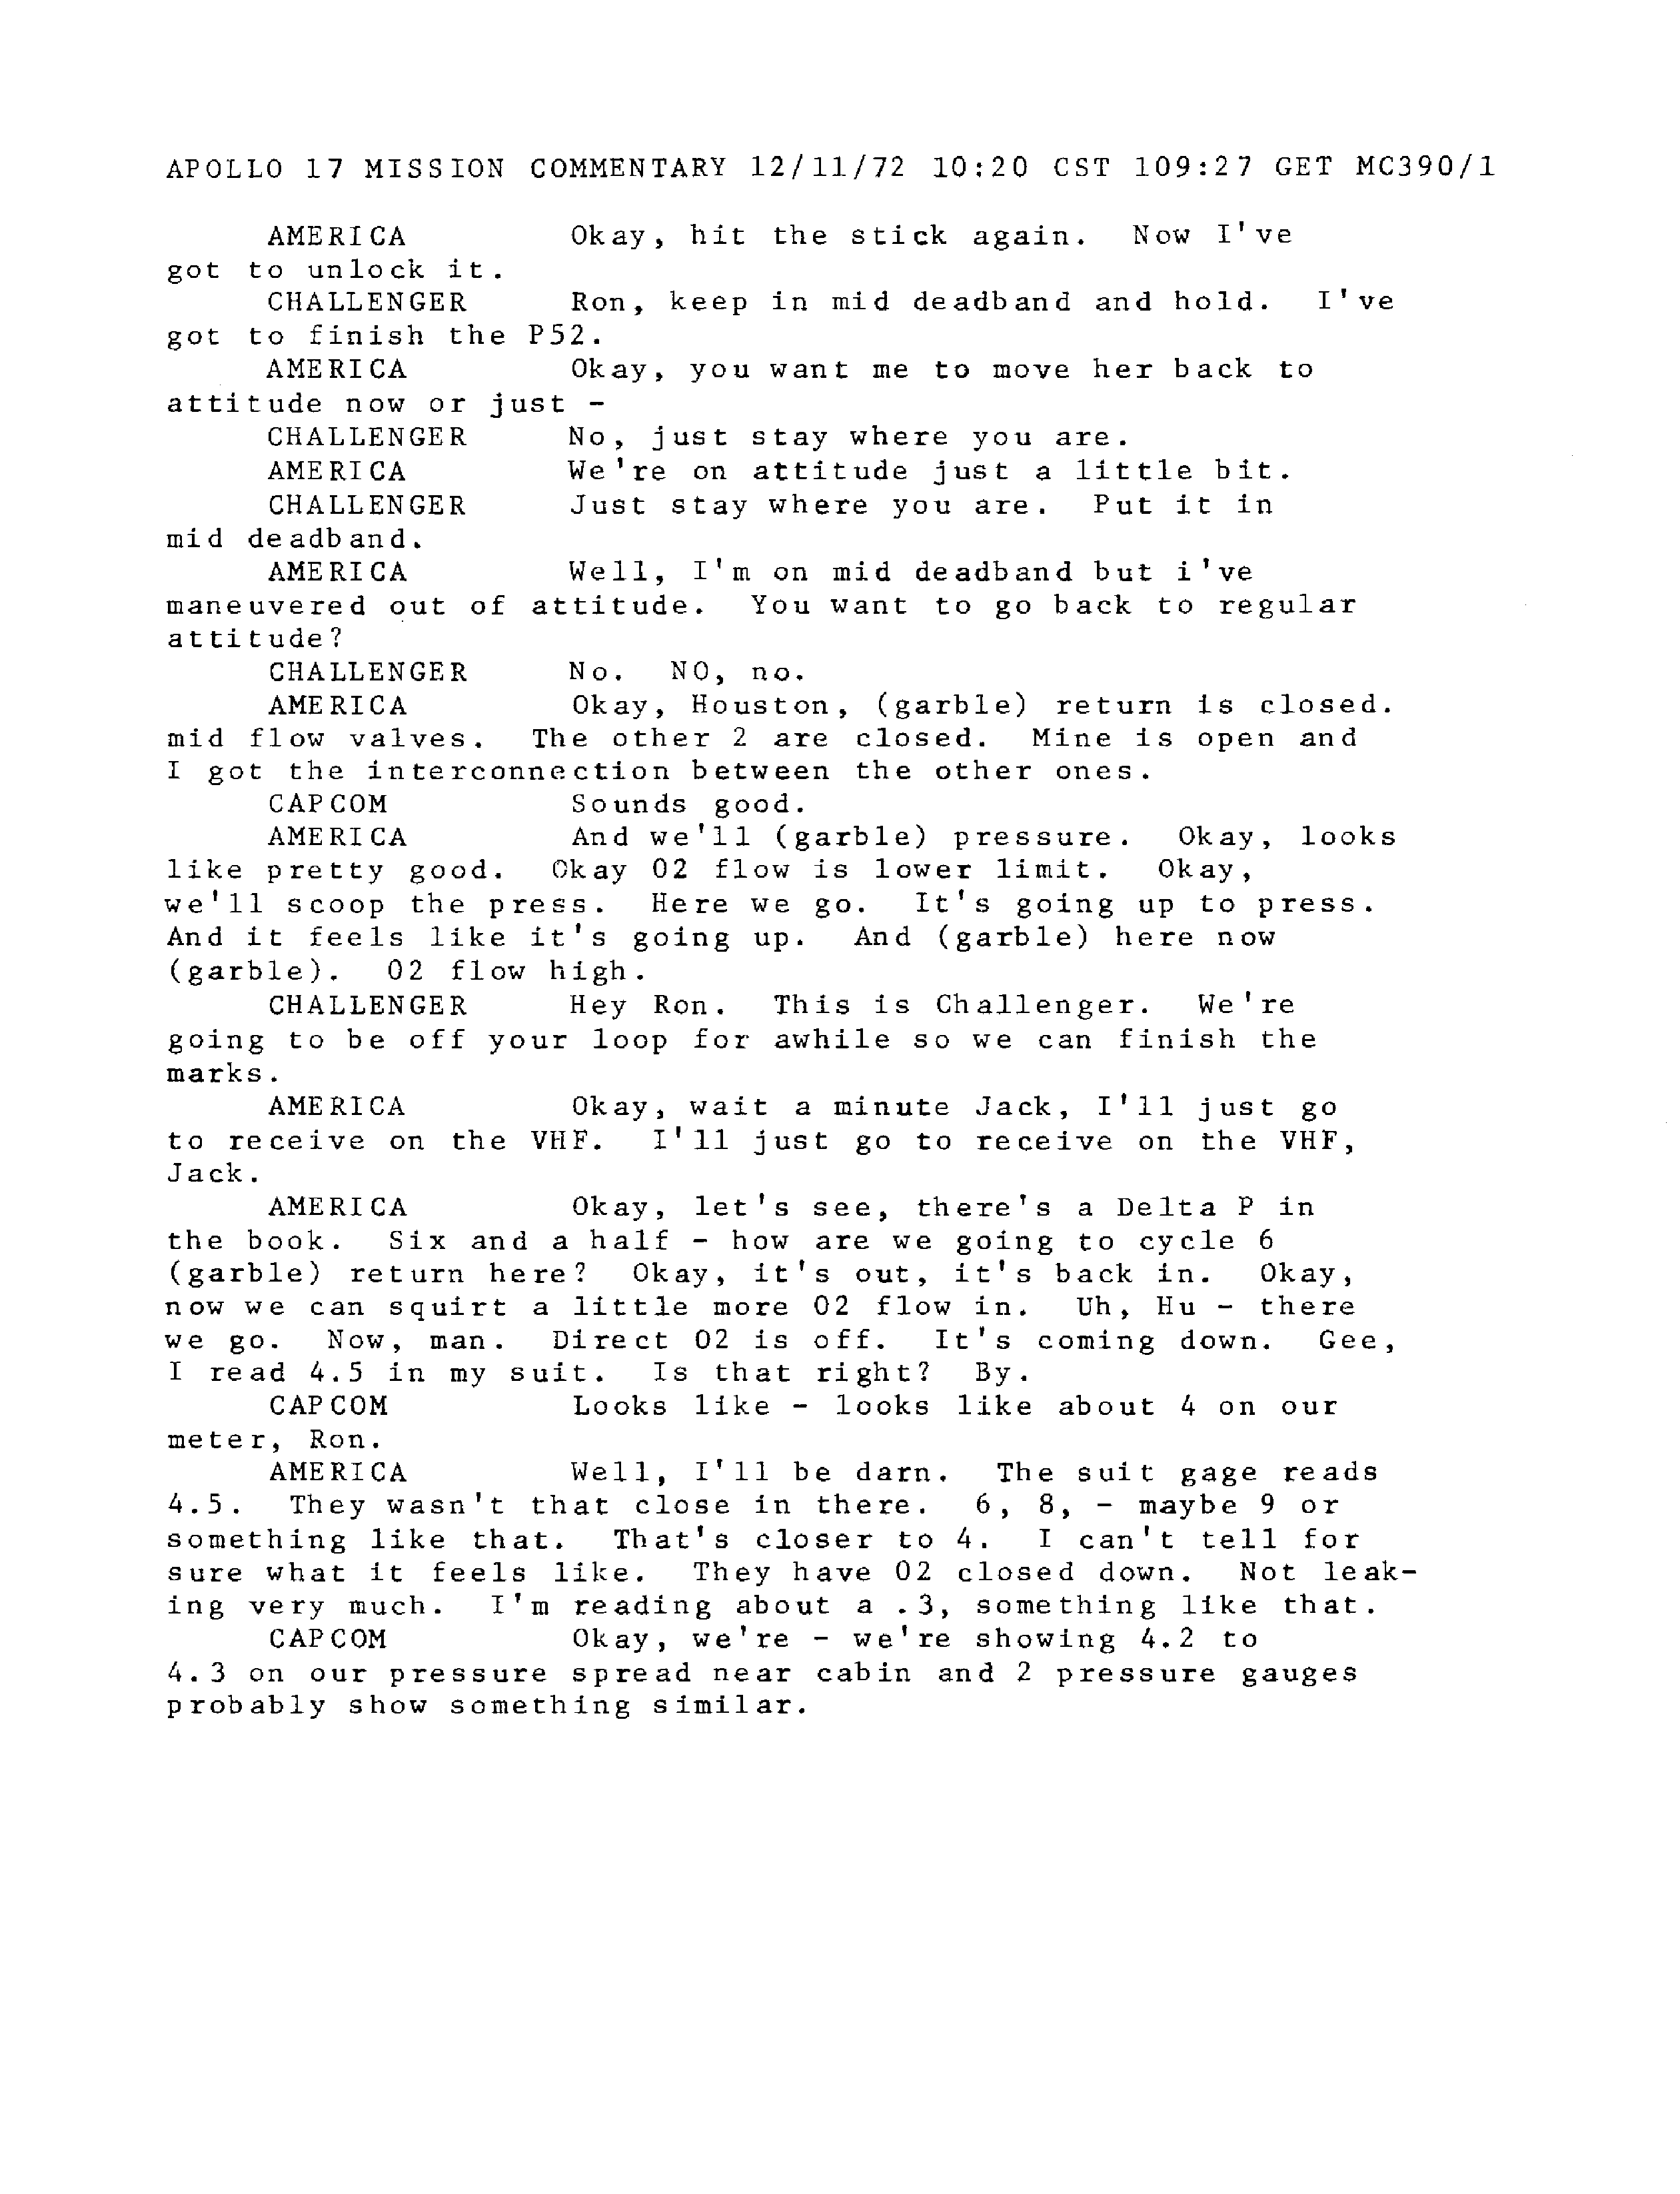 APOLLO 17 MISSION COMMENTARY 12/11/72 10:20 CST 109:27 GET MC390/1
AMERICA Okay, hit the stick again. Now I've
got to unlock it.
CHALLENGER Ron, keep in mid deadband and hold. I've
got to finish the P52.
AMERICA Okay, you want me to move her back to
attitude now or just -
CHALLENGER No, just stay where you are.
AMERICA We're on attitude just a little bit.
CHALLENGER Just stay where you are. Put it in
mid deadband.
AMERICA Well, I'm on mid deadband but i've
maneuvered out of attitude. You want to go back to regular
attitude?
CHALLENGER No. NO, no.
AMERICA Okay, Houston, (garble) return is closed.
mid flow valves. The other 2 are closed. Mine is open and
I got the interconnection between the other ones.
CAPCOM Sounds good.
AMERICA And we'll (garble) pressure. Okay, looks
like pretty good. Okay 02 flow is lower limit. Okay,
we'll scoop the press. Here we go. It's going up to press.
And it feels like it's going up. And (garble) here now
(garble). 02 flow high.
CHALLENGER Hey Ron. This is Challenger. We're
going to be off your loop for awhile so we can finish the
marks.
AMERICA Okay, wait a minute Jack, I'll just go
to receive on the VHF. I'll just go to receive on the VHF,
Jack.
AMERICA Okay, let's see, there's a Delta P in
the book. Six and a half - how are we going to cycle 6
(garble) return here? Okay, it's out, it's back in. Okay,
now we can squirt a little more 02 flow in. Uh, Hu - there
we go. Now, man. Direct 02 is off. It's coming down. Gee,
I read 4.5 in my suit. Is that right? By.
CAPCOM Looks like - looks like about 4 on our
meter, Ron.
AMERICA Well, I'll be darn. The suit gage reads
4.5. They wasn't that close in there. 6, 8, - maybe 9 or
something like that. That's closer to 4. I can't tell for
sure what it feels like. They have 02 closed down. Not leak-
ing very much. I'm reading about a .3, something like that.
CAPCOM Okay, we're - we're showing 4.2 to
4.3 on our pressure spread near cabin and 2 pressure gauges
probably show something similar.